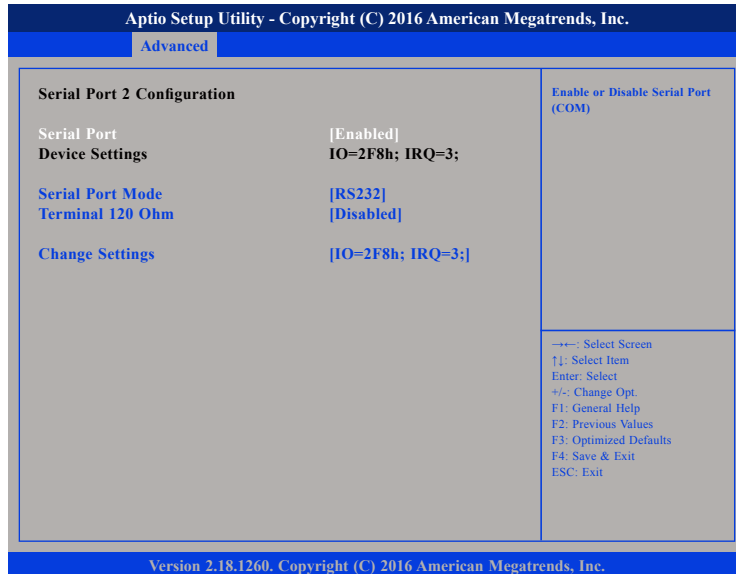 Aptio Setup Utility - Copyright (C) 2016 American Megatrends, Inc.
Advanced
Serial Port 2 Configuration
Serial Port [Enabled]
Device Settings IO=2F8h; IRQ=3;
Serial Port Mode [RS232]
Terminal 120 Ohm [Disabled]
Change Settings [IO=2F8h; IRQ=3;]
Enable or Disable Serial Port
(COM)
→←: Select Screen
↑↓: Select Item
Enter: Select
+/-: Change Opt.
F1: General Help
F2: Previous Values
F3: Optimized Defaults
F4: Save & Exit
ESC: Exit
Version 2.18.1260. Copyright (C) 2016 American Megatrends, Inc.